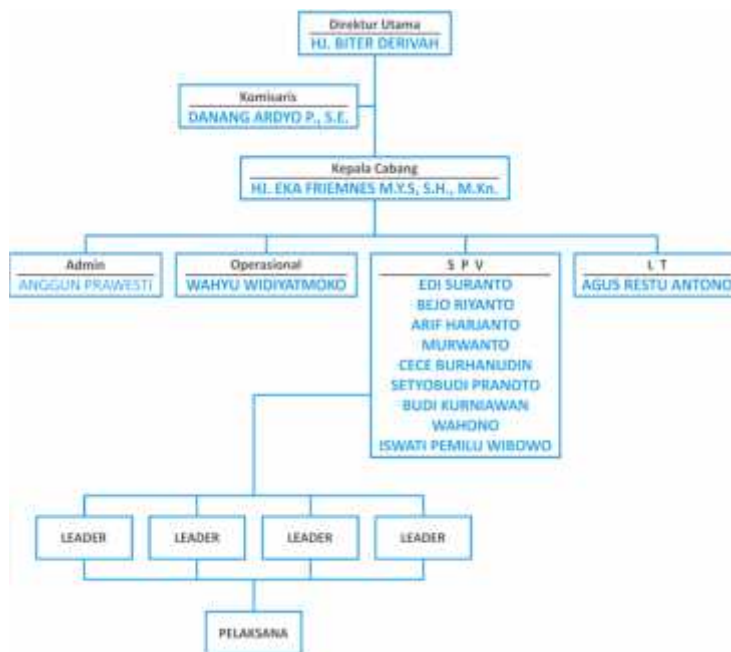 Direktur Utama
HJ. BITER DERIVAH
Komisaris
DANANG ARDYO P., S.E.
Kepala Cabang
HJ. EKA FRIEMNES M.Y.S, S.H., M.Kn.
Admin
ANGGUN PRAWESTI
Operasional
WAHYU WIDIYATMOKO
S P V
EDI SURANTO
BEJO RIYANTO
ARIF HARJANTO
MURWANTO
CECE BURHANUDIN
SETYOBUDI PRANOTO
BUDI KURNIAWAN
WAHONO
ISWATI PEMILU WIBOWO
L T
AGUS RESTU ANTONO
LEADER
LEADER
LEADER
LEADER
PELAKSANA